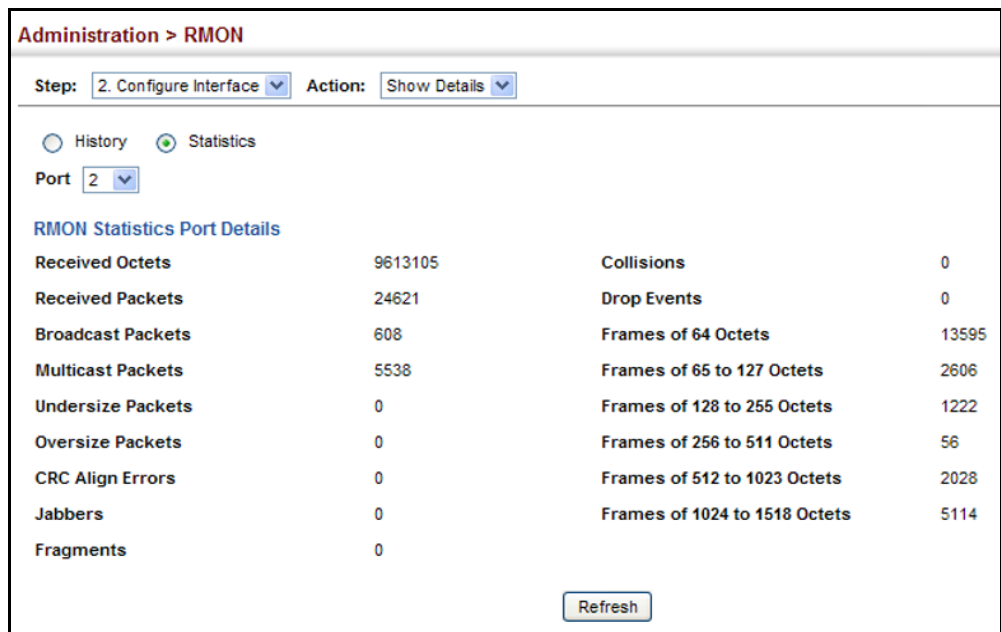 Administration > RMON
Step: 2. Configure Interface Action: Show Details
History Statistics
Port 2
RMON Statistics Port Details
Received Octets 9613105 Collisions 0
Received Packets 24621 Drop Events 0
Broadcast Packets 608 Frames of 64 Octets 13595
Multicast Packets 5538 Frames of 65 to 127 Octets 2606
Undersize Packets 0 Frames of 128 to 255 Octets 1222
Oversize Packets 0 Frames of 256 to 511 Octets 56
CRC Align Errors 0 Frames of 512 to 1023 Octets 2028
Jabbers 0 Frames of 1024 to 1518 Octets 5114
Fragments 0
Refresh